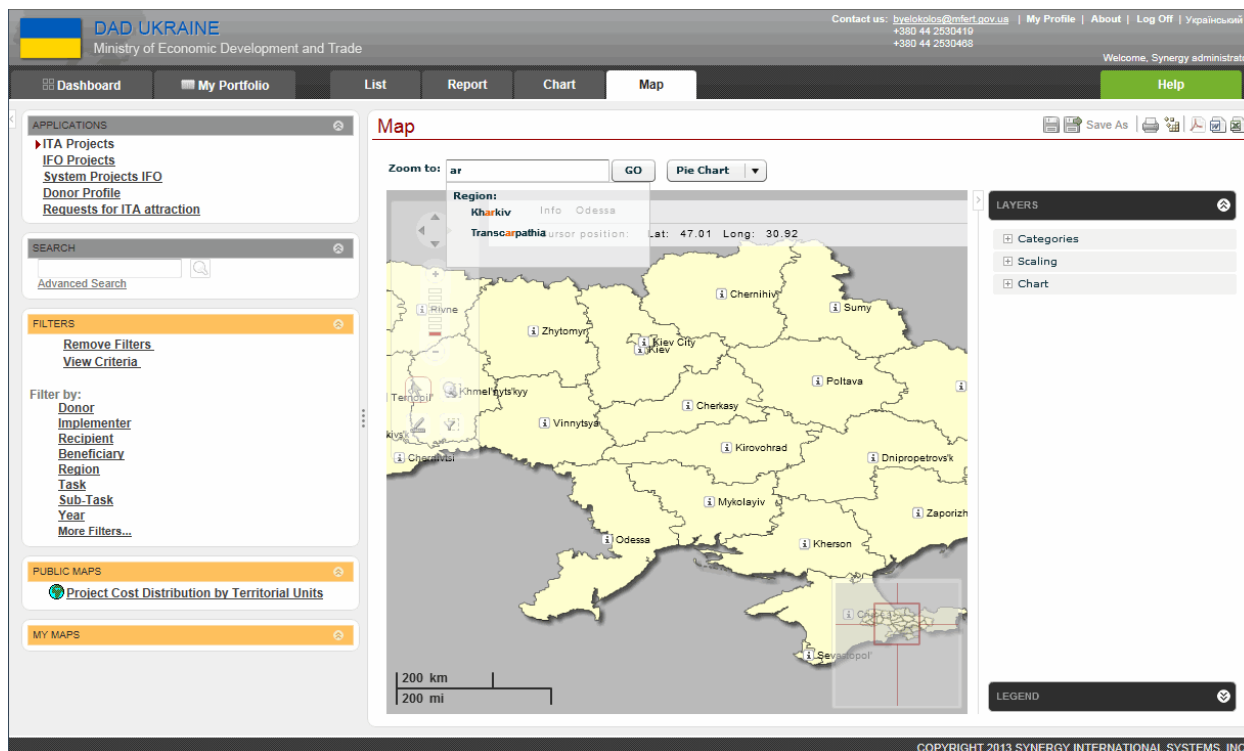 DAD UKRAINE
Ministry of Economic Development and Trade
Contact us: byelokolos@mfert.gov.ua | My Profile | About | Log Off | Український
+380 44 2530419
+380 44 2530468
Welcome, Synergy administrato
Dashboard My Portfolio List Report Chart Map Help
APPLICATIONS
ITA Projects
IFO Projects
System Projects IFO
Donor Profile
Requests for ITA attraction
SEARCH
Advanced Search
FILTERS
Remove Filters
View Criteria
Filter by:
Donor
Implementer
Recipient
Beneficiary
Region
Task
Sub-Task
Year
More Filters...
PUBLIC MAPS
Project Cost Distribution by Territorial Units
MY MAPS
Map
Save As
Zoom to: ar GO Pie Chart
Region:
Kharkiv Info Odessa
Transcarpathia Cursor position: Lat: 47.01 Long: 30.92
Chernihiv
Rivne
Sumy
Zhytomyr
Kiev City
Kiev
Poltava
Khmel'nyts'kyy
Ternopil'
Cherkasy
Vinnytsya
kivs'k
Kirovohrad
Chernivtsi
Dnipropetrovs'k
Mykolayiv
Zaporizh
Odessa
Kherson
Sevastopol'
200 km
200 mi
LAYERS
Categories
Scaling
Chart
LEGEND
COPYRIGHT 2013 SYNERGY INTERNATIONAL SYSTEMS, INC